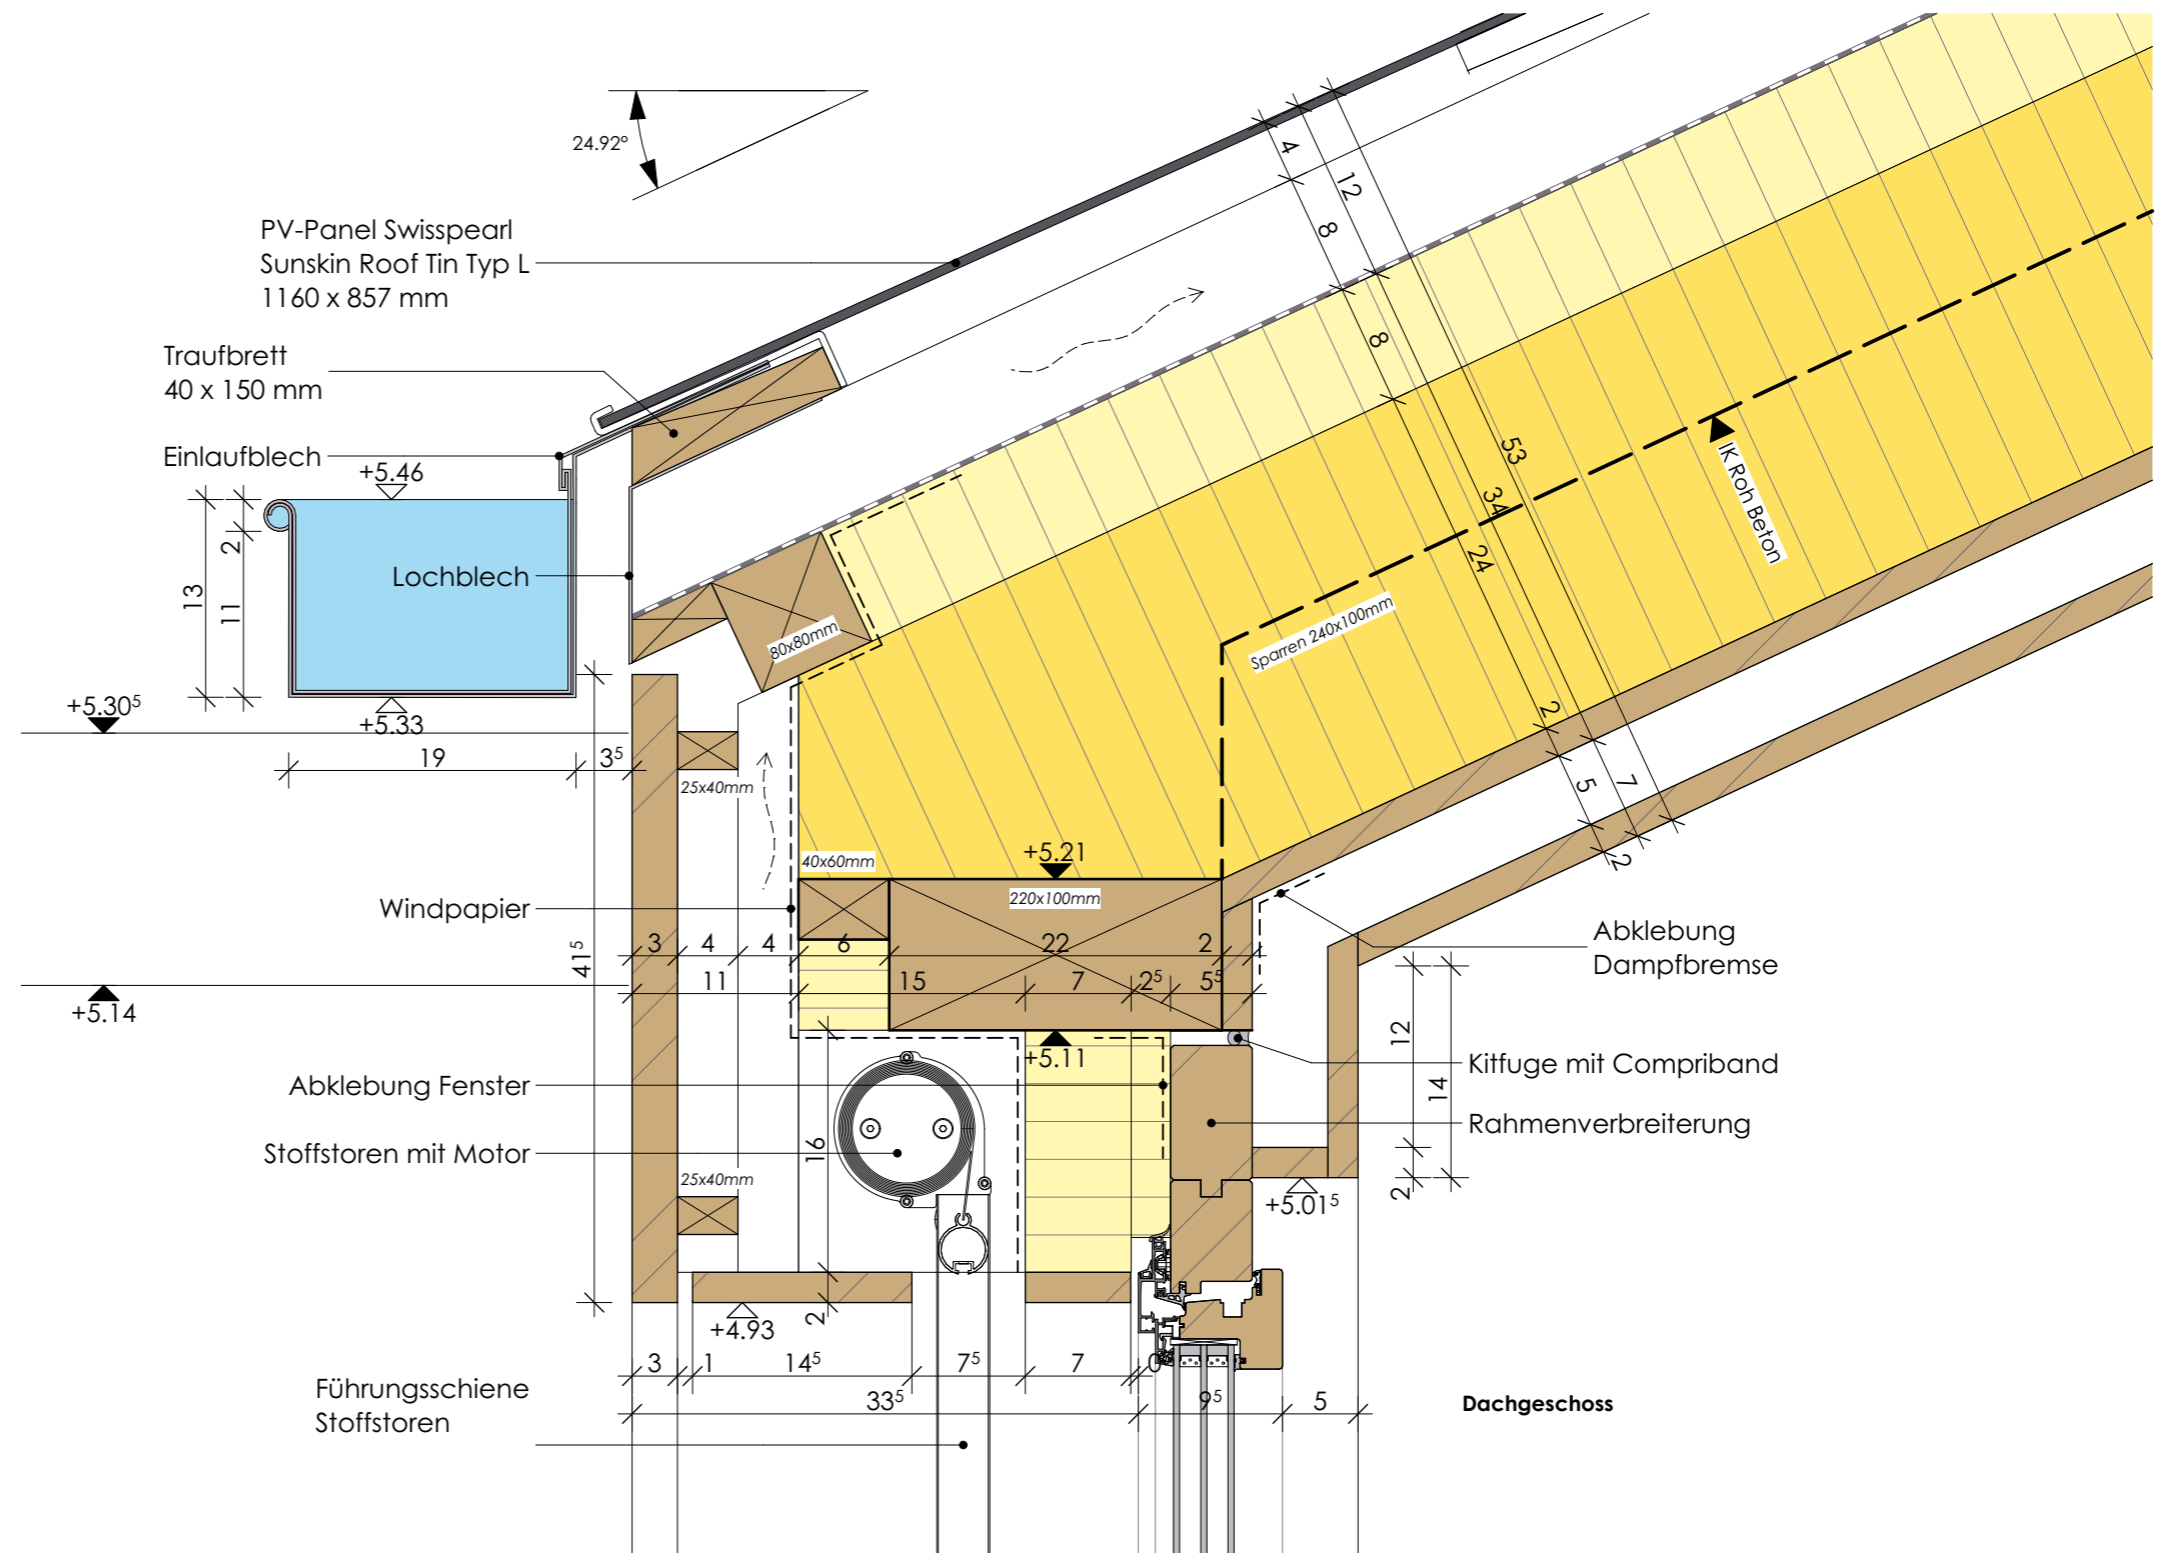 24.92°
PV-Panel Swisspearl
Sunskin Roof Tin Typ L
1160 x 857 mm
Traufbrett
40 x 150 mm
Einlaufblech
+5.46
Lochblech
13
2
11
+5.33
+5.30⁵
19
3⁵
4
12
8
8
53
34
24
2
5
7
2
IK Roh Beton
Sparren 240x100mm
80x80mm
25x40mm
40x60mm
+5.21
220x100mm
Windpapier
41⁵
3
4
4
6
22
2
11
15
7
2⁵
5⁵
+5.14
+5.11
Abklebung
Dampfbremse
12
14
2
Kittfuge mit Compriband
Rahmenverbreiterung
+5.01⁵
Abklebung Fenster
Stoffstoren mit Motor
16
25x40mm
+4.93
2
3
1
14⁵
7⁵
7
33⁵
9⁵
5
Führungsschiene
Stoffstoren
Dachgeschoss